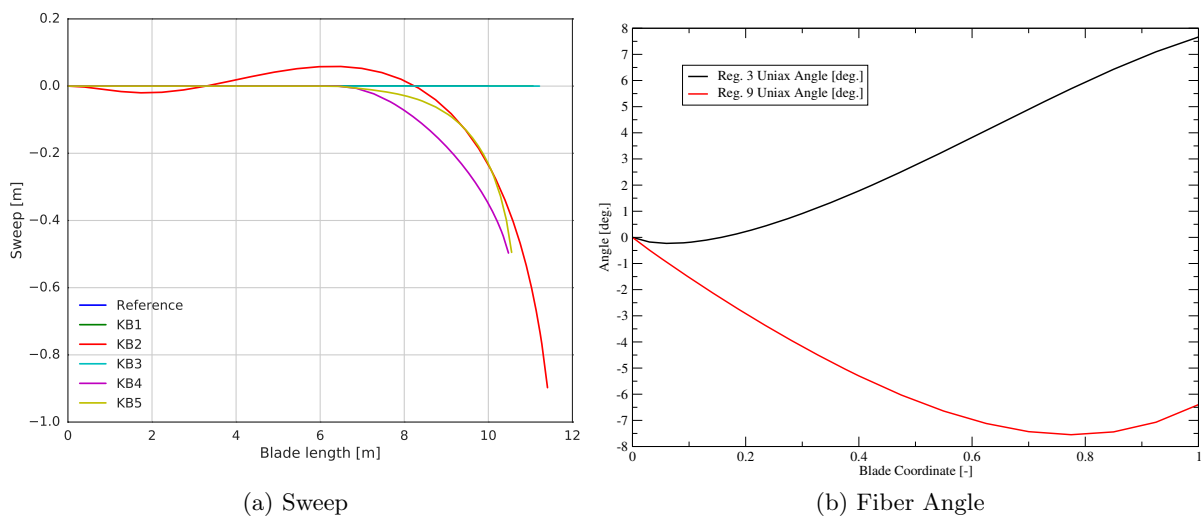 0.2
0.0
−0.2
−0.4
−0.6
−0.8
−1.0
Sweep [m]
Reference
KB1
KB2
KB3
KB4
KB5
0 2 4 6 8 10 12
Blade length [m]
(a) Sweep
8
7
6
5
4
3
2
1
0
-1
-2
-3
-4
-5
-6
-7
-8
Angle [deg.]
Reg. 3 Uniax Angle [deg.]
Reg. 9 Uniax Angle [deg.]
0 0.2 0.4 0.6 0.8 1
Blade Coordinate [-]
(b) Fiber Angle